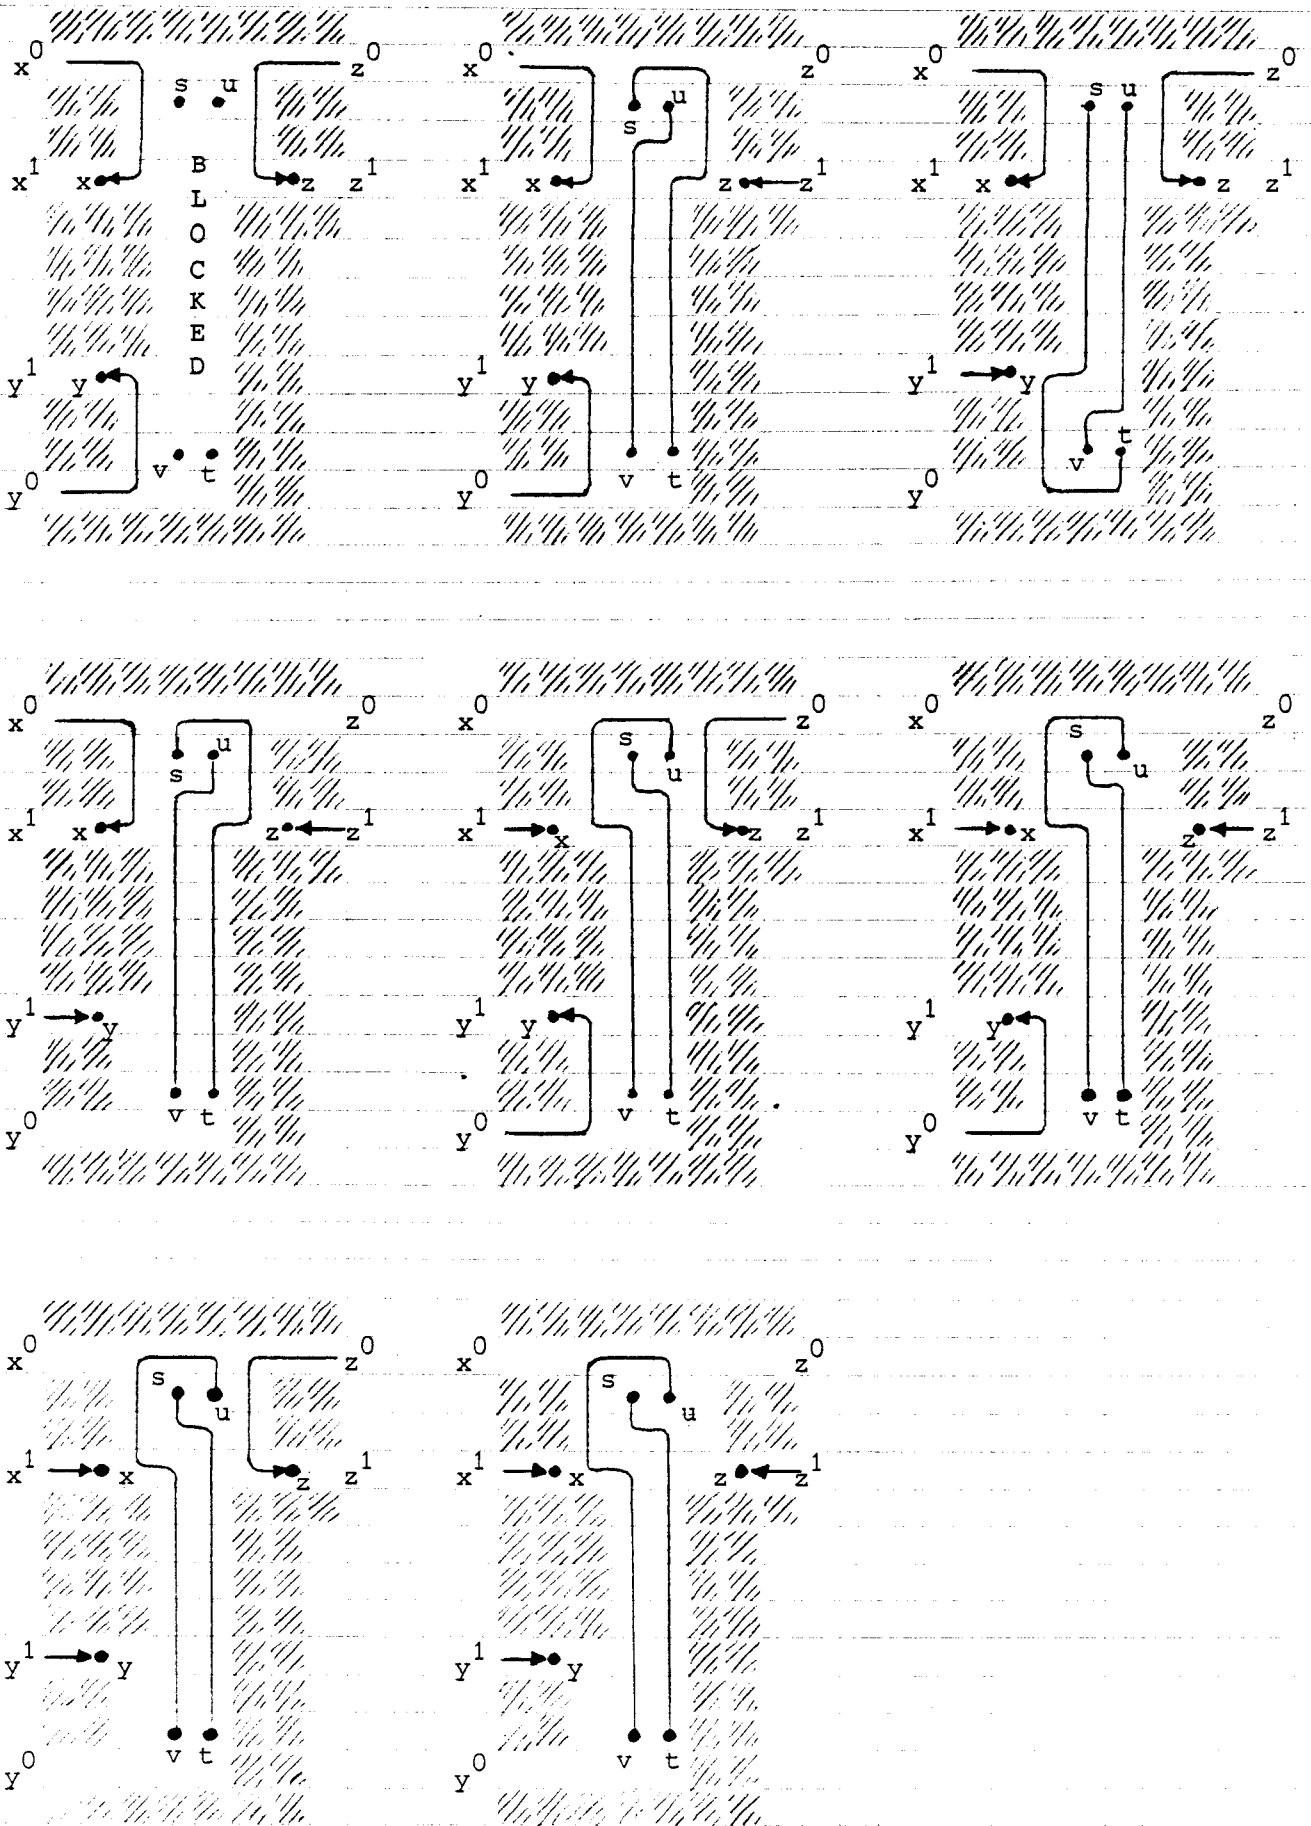 x⁰ s u z⁰
B
x¹ x L z z¹
O
C
K
E
y¹ y D
v t
y⁰
x⁰ u z⁰
s
x¹ x z z¹
y¹ y
y⁰ v t
x⁰ s u z⁰
x¹ x z z¹
y¹ y
t
v
y⁰
x⁰ u z⁰
s
x¹ x z z¹
y¹ y
v t
y⁰
x⁰ s z⁰
u
x¹ x z z¹
y¹ y
v t
y⁰
x⁰ s z⁰
u
x¹ x z z¹
y¹ y
v t
y⁰
x⁰ s z⁰
u
x¹ x z z¹
y¹ y
v t
y⁰
x⁰ s z⁰
u
x¹ x z z¹
y¹ y
v t
y⁰